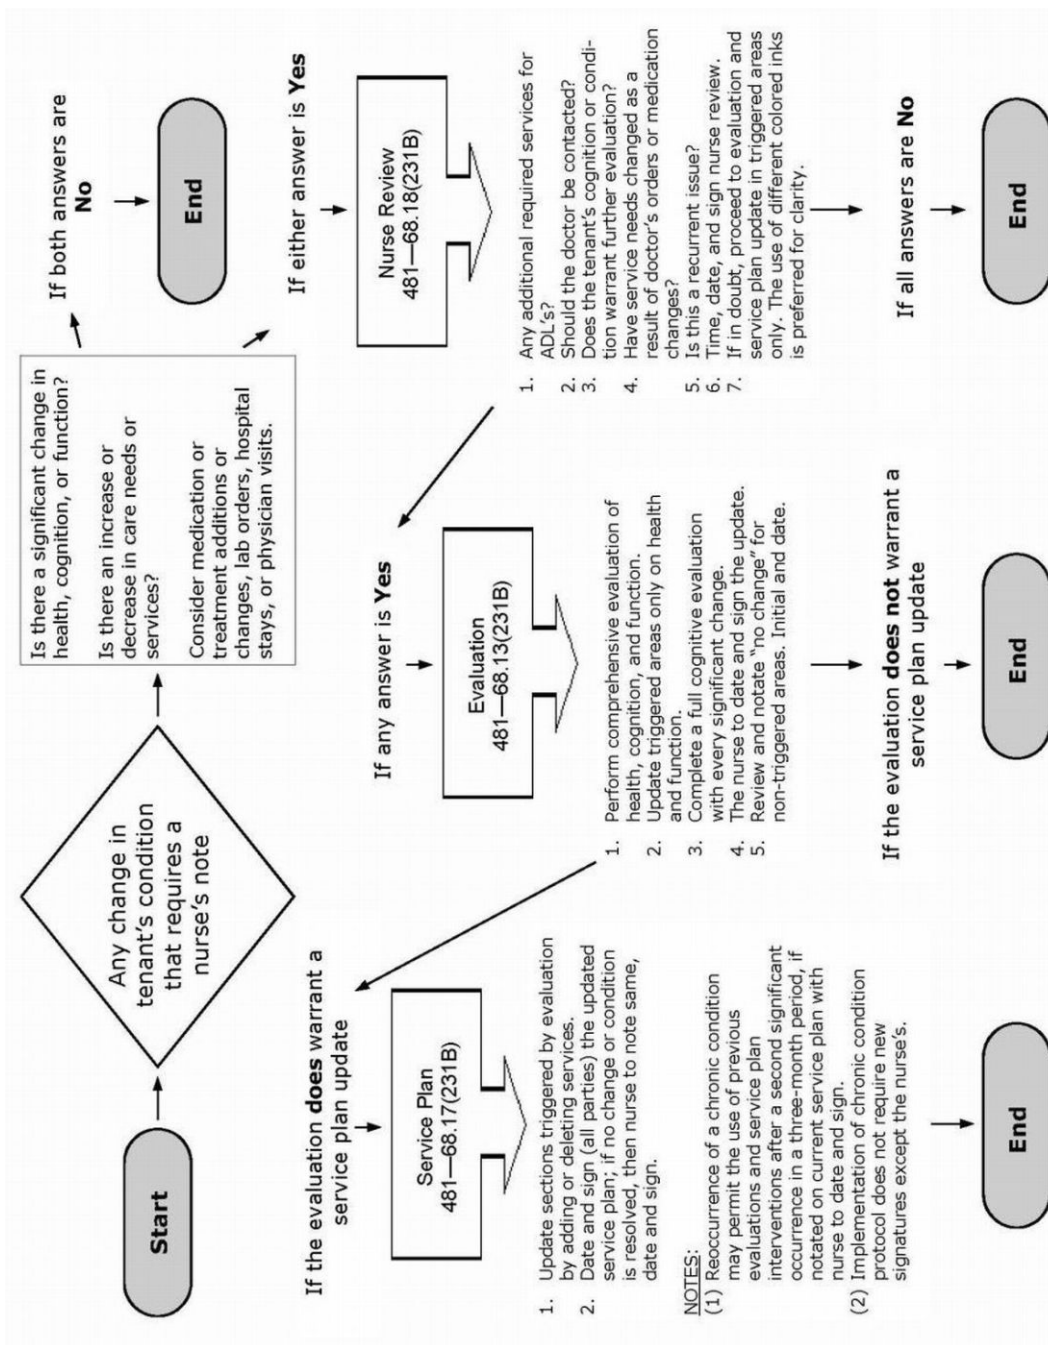 Start
Any change in
tenant's condition
that requires a
nurse's note
Is there a significant change in
health, cognition, or function?
Is there an increase or
decrease in care needs or
services?
Consider medication or
treatment additions or
changes, lab orders, hospital
stays, or physician visits.
If both answers are
No
End
If either answer is Yes
Nurse Review
481—68.18(231B)
1. Any additional required services for
ADL's?
2. Should the doctor be contacted?
3. Does the tenant's cognition or condi-
tion warrant further evaluation?
4. Have service needs changed as a
result of doctor's orders or medication
changes?
5. Is this a recurrent issue?
6. Time, date, and sign nurse review.
7. If in doubt, proceed to evaluation and
service plan update in triggered areas
only. The use of different colored inks
is preferred for clarity.
If all answers are No
End
If any answer is Yes
Evaluation
481—68.13(231B)
1. Perform comprehensive evaluation of
health, cognition, and function.
2. Update triggered areas only on health
and function.
3. Complete a full cognitive evaluation
with every significant change.
4. The nurse to date and sign the update.
5. Review and notate "no change" for
non-triggered areas. Initial and date.
If the evaluation does not warrant a
service plan update
End
If the evaluation does warrant a
service plan update
Service Plan
481—68.17(231B)
1. Update sections triggered by evaluation
by adding or deleting services.
2. Date and sign (all parties) the updated
service plan; if no change or condition
is resolved, then nurse to note same,
date and sign.
NOTES:
(1) Reoccurrence of a chronic condition
may permit the use of previous
evaluations and service plan
interventions after a second significant
occurrence in a three-month period, if
notated on current service plan with
nurse to date and sign.
(2) Implementation of chronic condition
protocol does not require new
signatures except the nurse's.
End